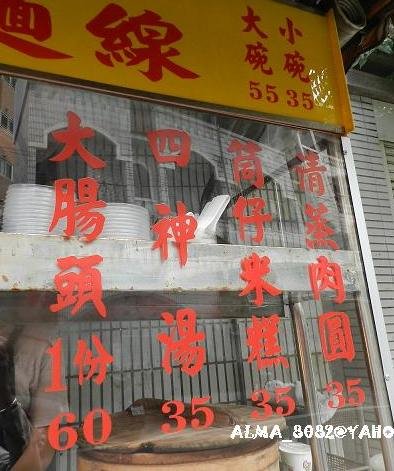 麵線
大碗 55
小碗 35
大腸頭 1份 60
四神湯 35
筒仔米糕 35
清蒸肉圓 35
ALMA_8082@YAHO